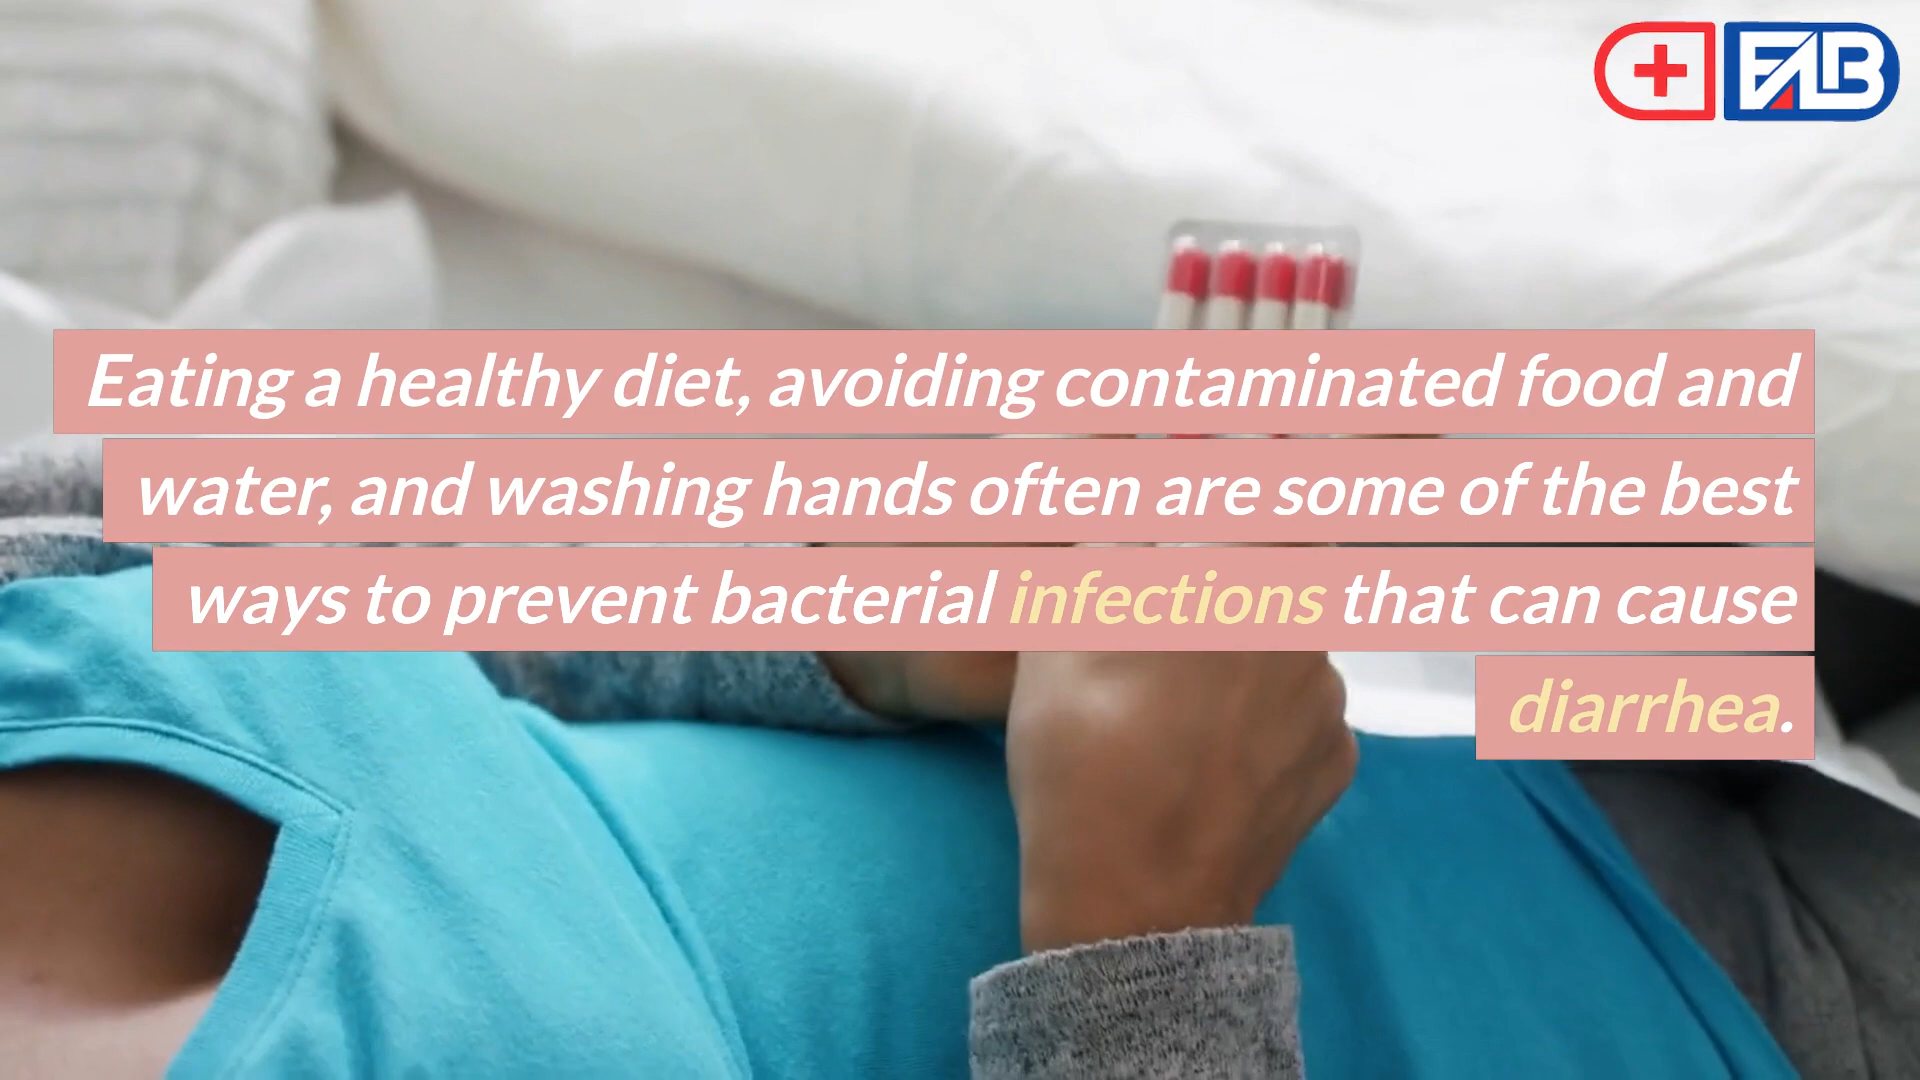 FAB
Eating a healthy diet, avoiding contaminated food and
water, and washing hands often are some of the best
ways to prevent bacterial infections that can cause
diarrhea.